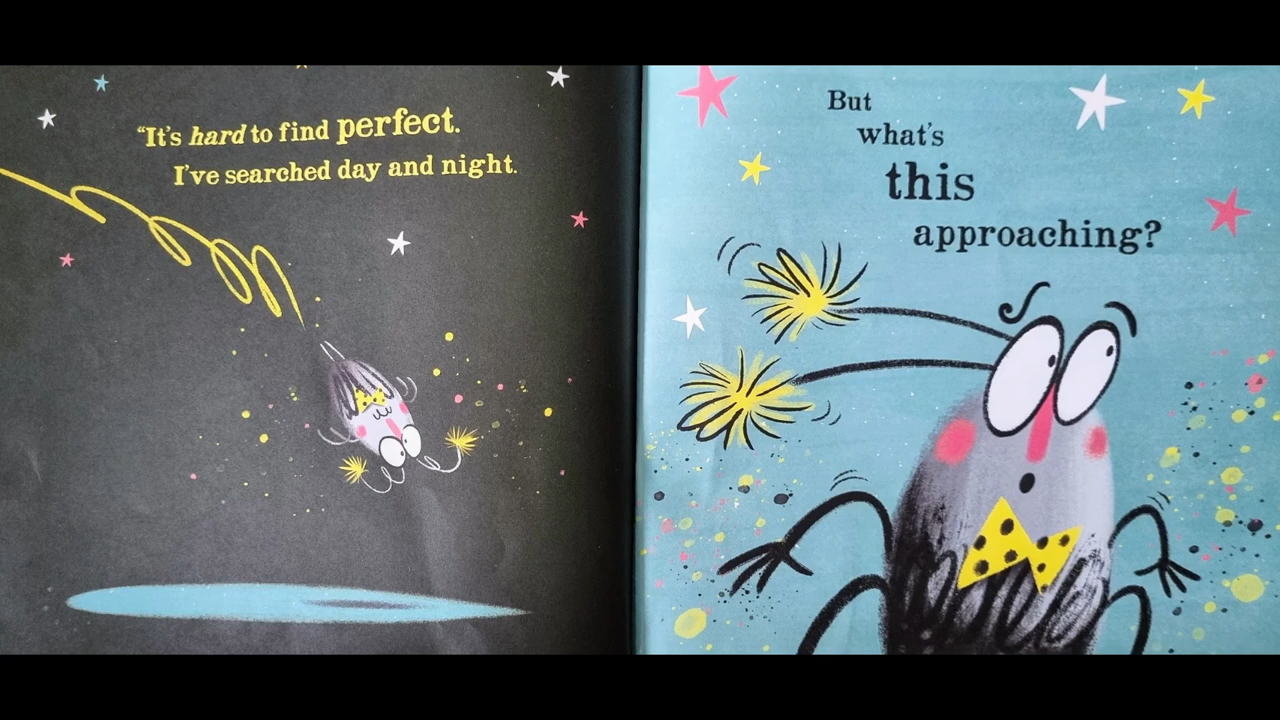 “It's hard to find perfect.
I've searched day and night.
But
what's
this
approaching?